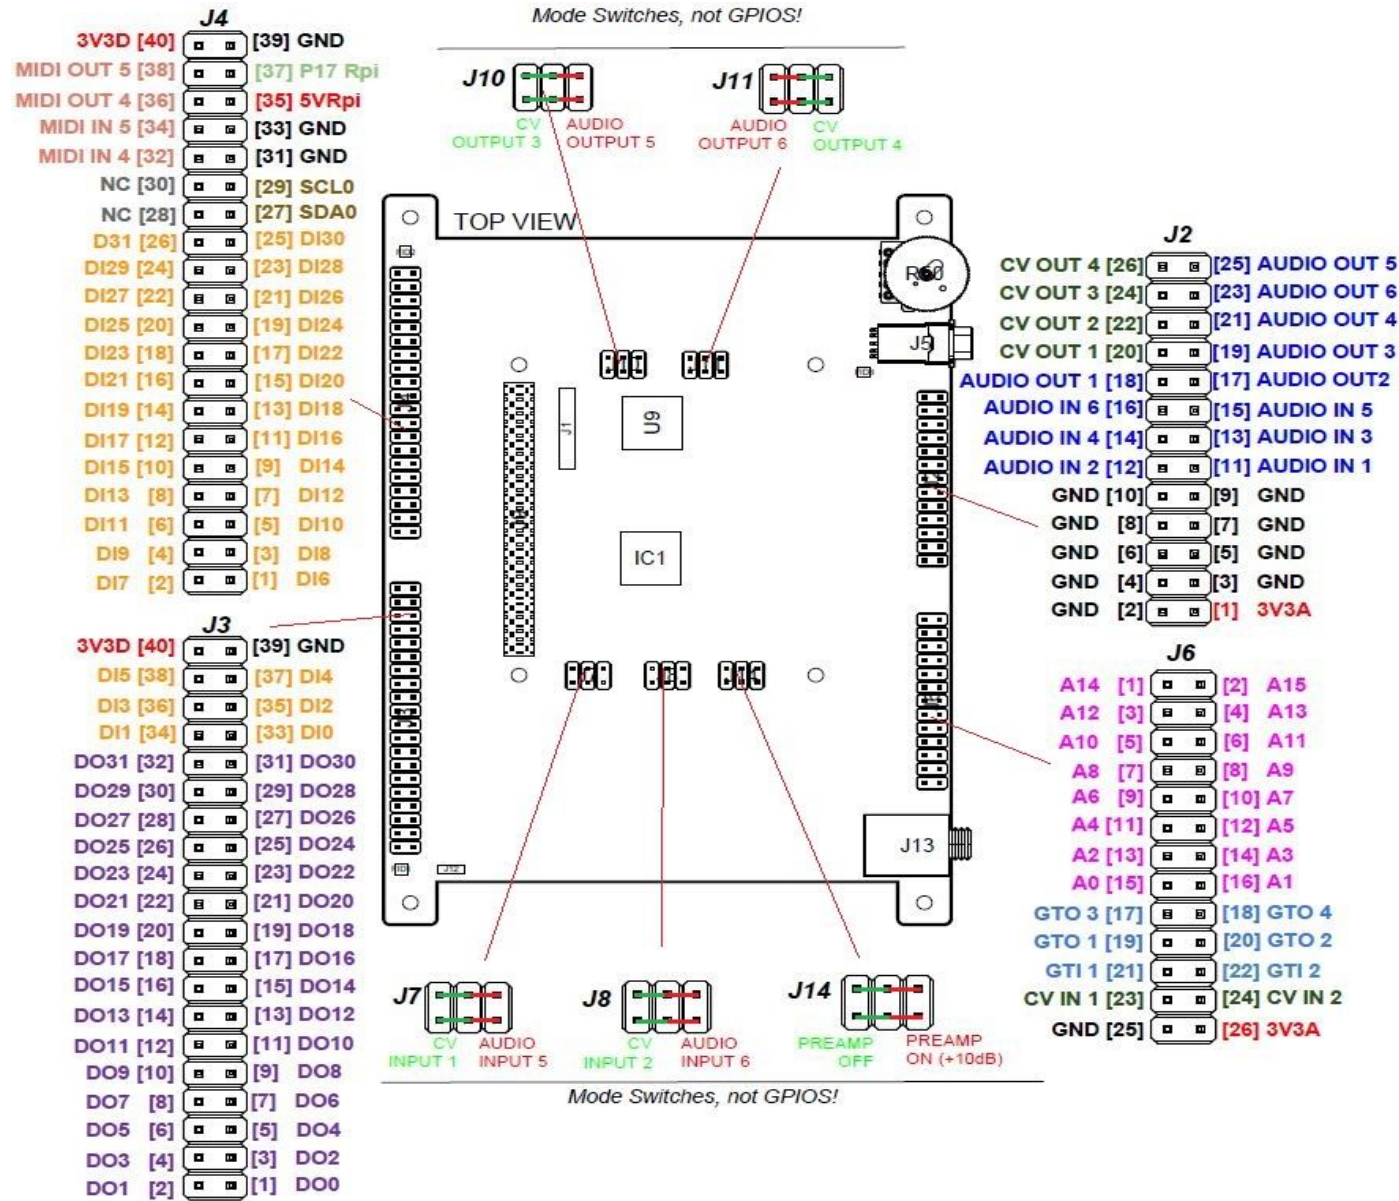 Mode Switches, not GPIOS!
J4
3V3D [40] [39] GND
MIDI OUT 5 [38] [37] P17 Rpi
MIDI OUT 4 [36] [35] 5VRpi
MIDI IN 5 [34] [33] GND
MIDI IN 4 [32] [31] GND
NC [30] [29] SCL0
NC [28] [27] SDA0
D31 [26] [25] DI30
DI29 [24] [23] DI28
DI27 [22] [21] DI26
DI25 [20] [19] DI24
DI23 [18] [17] DI22
DI21 [16] [15] DI20
DI19 [14] [13] DI18
DI17 [12] [11] DI16
DI15 [10] [9] DI14
DI13 [8] [7] DI12
DI11 [6] [5] DI10
DI9 [4] [3] DI8
DI7 [2] [1] DI6
J3
3V3D [40] [39] GND
DI5 [38] [37] DI4
DI3 [36] [35] DI2
DI1 [34] [33] DI0
DO31 [32] [31] DO30
DO29 [30] [29] DO28
DO27 [28] [27] DO26
DO25 [26] [25] DO24
DO23 [24] [23] DO22
DO21 [22] [21] DO20
DO19 [20] [19] DO18
DO17 [18] [17] DO16
DO15 [16] [15] DO14
DO13 [14] [13] DO12
DO11 [12] [11] DO10
DO9 [10] [9] DO8
DO7 [8] [7] DO6
DO5 [6] [5] DO4
DO3 [4] [3] DO2
DO1 [2] [1] DO0
J10
CV OUTPUT 3
AUDIO OUTPUT 5
J11
AUDIO OUTPUT 6
CV OUTPUT 4
TOP VIEW
J5
J1
U9
IC1
J13
J12
J7
CV INPUT 1
AUDIO INPUT 5
J8
CV INPUT 2
AUDIO INPUT 6
J14
PREAMP OFF
PREAMP ON (+10dB)
Mode Switches, not GPIOS!
J2
CV OUT 4 [26] [25] AUDIO OUT 5
CV OUT 3 [24] [23] AUDIO OUT 6
CV OUT 2 [22] [21] AUDIO OUT 4
CV OUT 1 [20] [19] AUDIO OUT 3
AUDIO OUT 1 [18] [17] AUDIO OUT2
AUDIO IN 6 [16] [15] AUDIO IN 5
AUDIO IN 4 [14] [13] AUDIO IN 3
AUDIO IN 2 [12] [11] AUDIO IN 1
GND [10] [9] GND
GND [8] [7] GND
GND [6] [5] GND
GND [4] [3] GND
GND [2] [1] 3V3A
J6
A14 [1] [2] A15
A12 [3] [4] A13
A10 [5] [6] A11
A8 [7] [8] A9
A6 [9] [10] A7
A4 [11] [12] A5
A2 [13] [14] A3
A0 [15] [16] A1
GTO 3 [17] [18] GTO 4
GTO 1 [19] [20] GTO 2
GTI 1 [21] [22] GTI 2
CV IN 1 [23] [24] CV IN 2
GND [25] [26] 3V3A